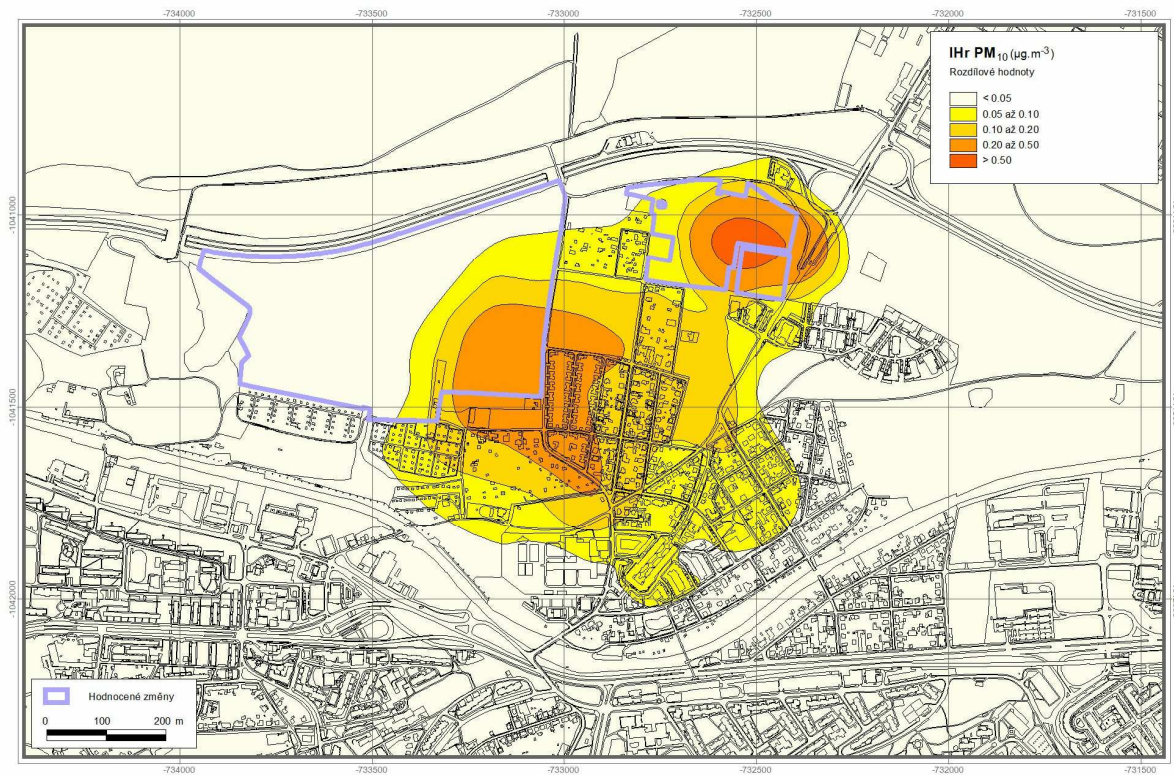 -734000 -733500 -733000 -732500 -732000 -731500
IHr PM10 (µg.m-3)
Rozdílové hodnoty
< 0.05
0.05 až 0.10
0.10 až 0.20
0.20 až 0.50
> 0.50
-1041000
-1041500
-1042000
Hodnocené změny
0 100 200 m
-734000 -733500 -733000 -732500 -732000 -731500